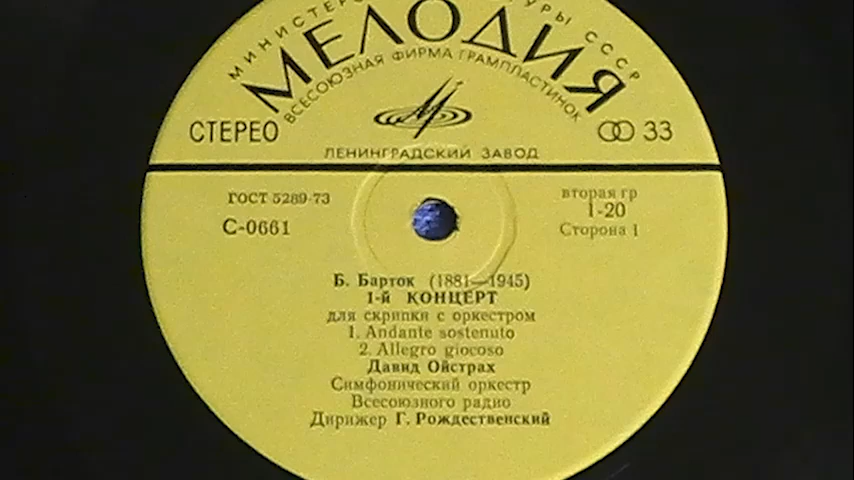 МИНИСТЕРС УРЫ СССР
МЕЛОДИЯ
ВСЕСОЮЗНАЯ ФИРМА ГРАМПЛАСТИНОК
СТЕРЕО
33
ЛЕНИНГРАДСКИЙ ЗАВОД
ГОСТ 5289-73
вторая гр
С-0661
1-20
Сторона 1
Б. Барток (1881—1945)
1-й КОНЦЕРТ
для скрипки с оркестром
1. Andante sostenuto
2. Allegro giocoso
Давид Ойстрах
Симфонический оркестр
Всесоюзного радио
Дирижер Г. Рождественский